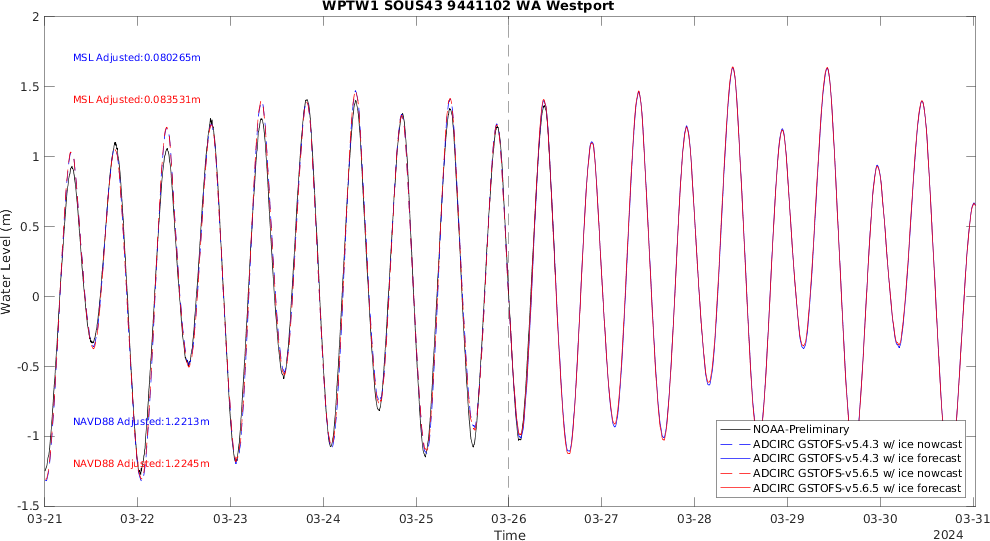 WPTW1 SOUS43 9441102 WA Westport
2
1.5
1
0.5
0
-0.5
-1
-1.5
Water Level (m)
MSL Adjusted:0.080265m
MSL Adjusted:0.083531m
NAVD88 Adjusted:1.2213m
NAVD88 Adjusted:1.2245m
NOAA-Preliminary
ADCIRC GSTOFS-v5.4.3 w/ ice nowcast
ADCIRC GSTOFS-v5.4.3 w/ ice forecast
ADCIRC GSTOFS-v5.6.5 w/ ice nowcast
ADCIRC GSTOFS-v5.6.5 w/ ice forecast
03-21 03-22 03-23 03-24 03-25 03-26 03-27 03-28 03-29 03-30 03-31
Time
2024